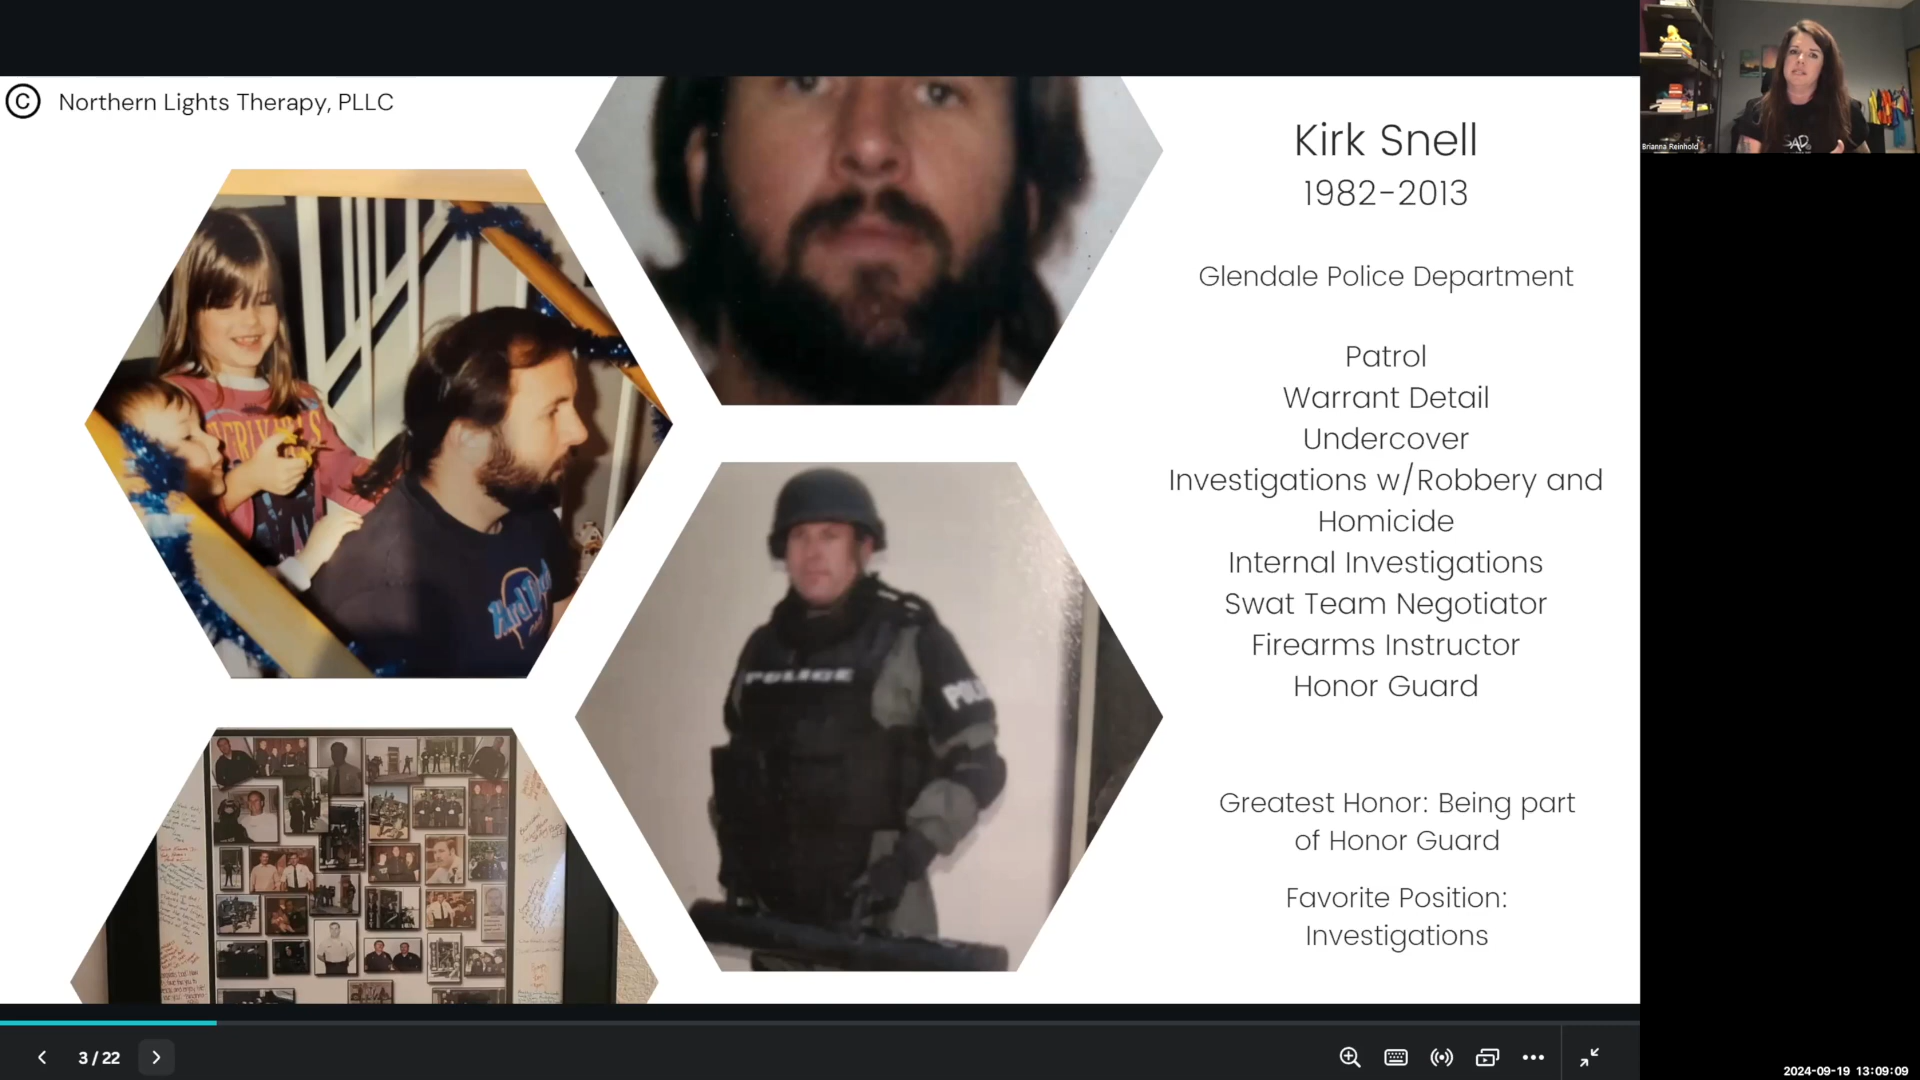 © Northern Lights Therapy, PLLC
Kirk Snell
1982-2013
Glendale Police Department
Patrol
Warrant Detail
Undercover
Investigations w/Robbery and
Homicide
Internal Investigations
Swat Team Negotiator
Firearms Instructor
Honor Guard
Greatest Honor: Being part
of Honor Guard
Favorite Position:
Investigations
POLICE
Brianna Reinhold
3 / 22
2024-09-19 13:09:09